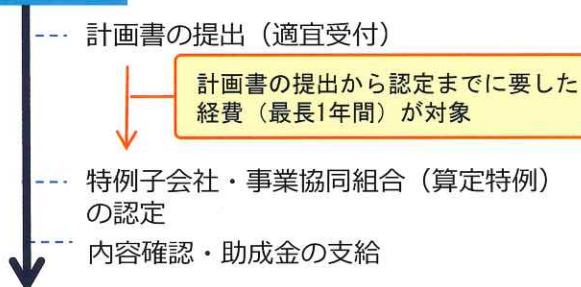 計画書の提出（適宜受付）
計画書の提出から認定までに要した
経費（最長1年間）が対象
特例子会社・事業協同組合（算定特例）
の認定
内容確認・助成金の支給